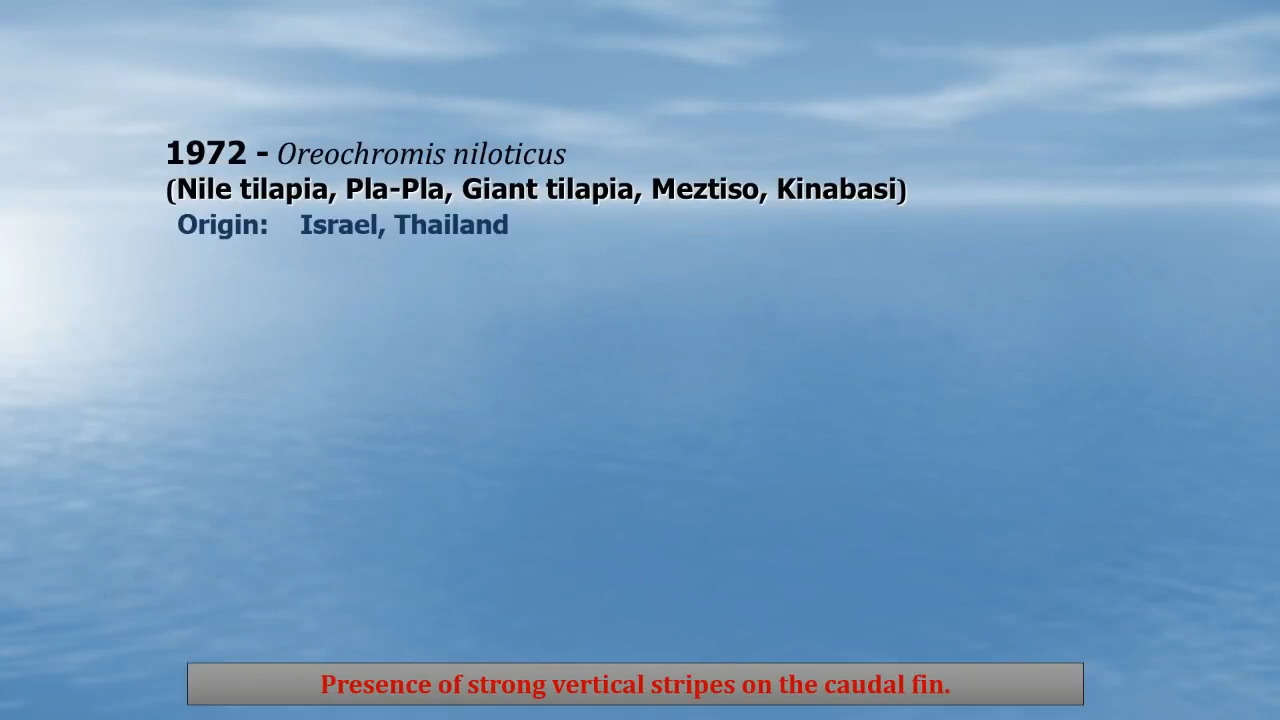 1972 - Oreochromis niloticus
(Nile tilapia, Pla-Pla, Giant tilapia, Meztiso, Kinabasi)
Origin: Israel, Thailand
Presence of strong vertical stripes on the caudal fin.